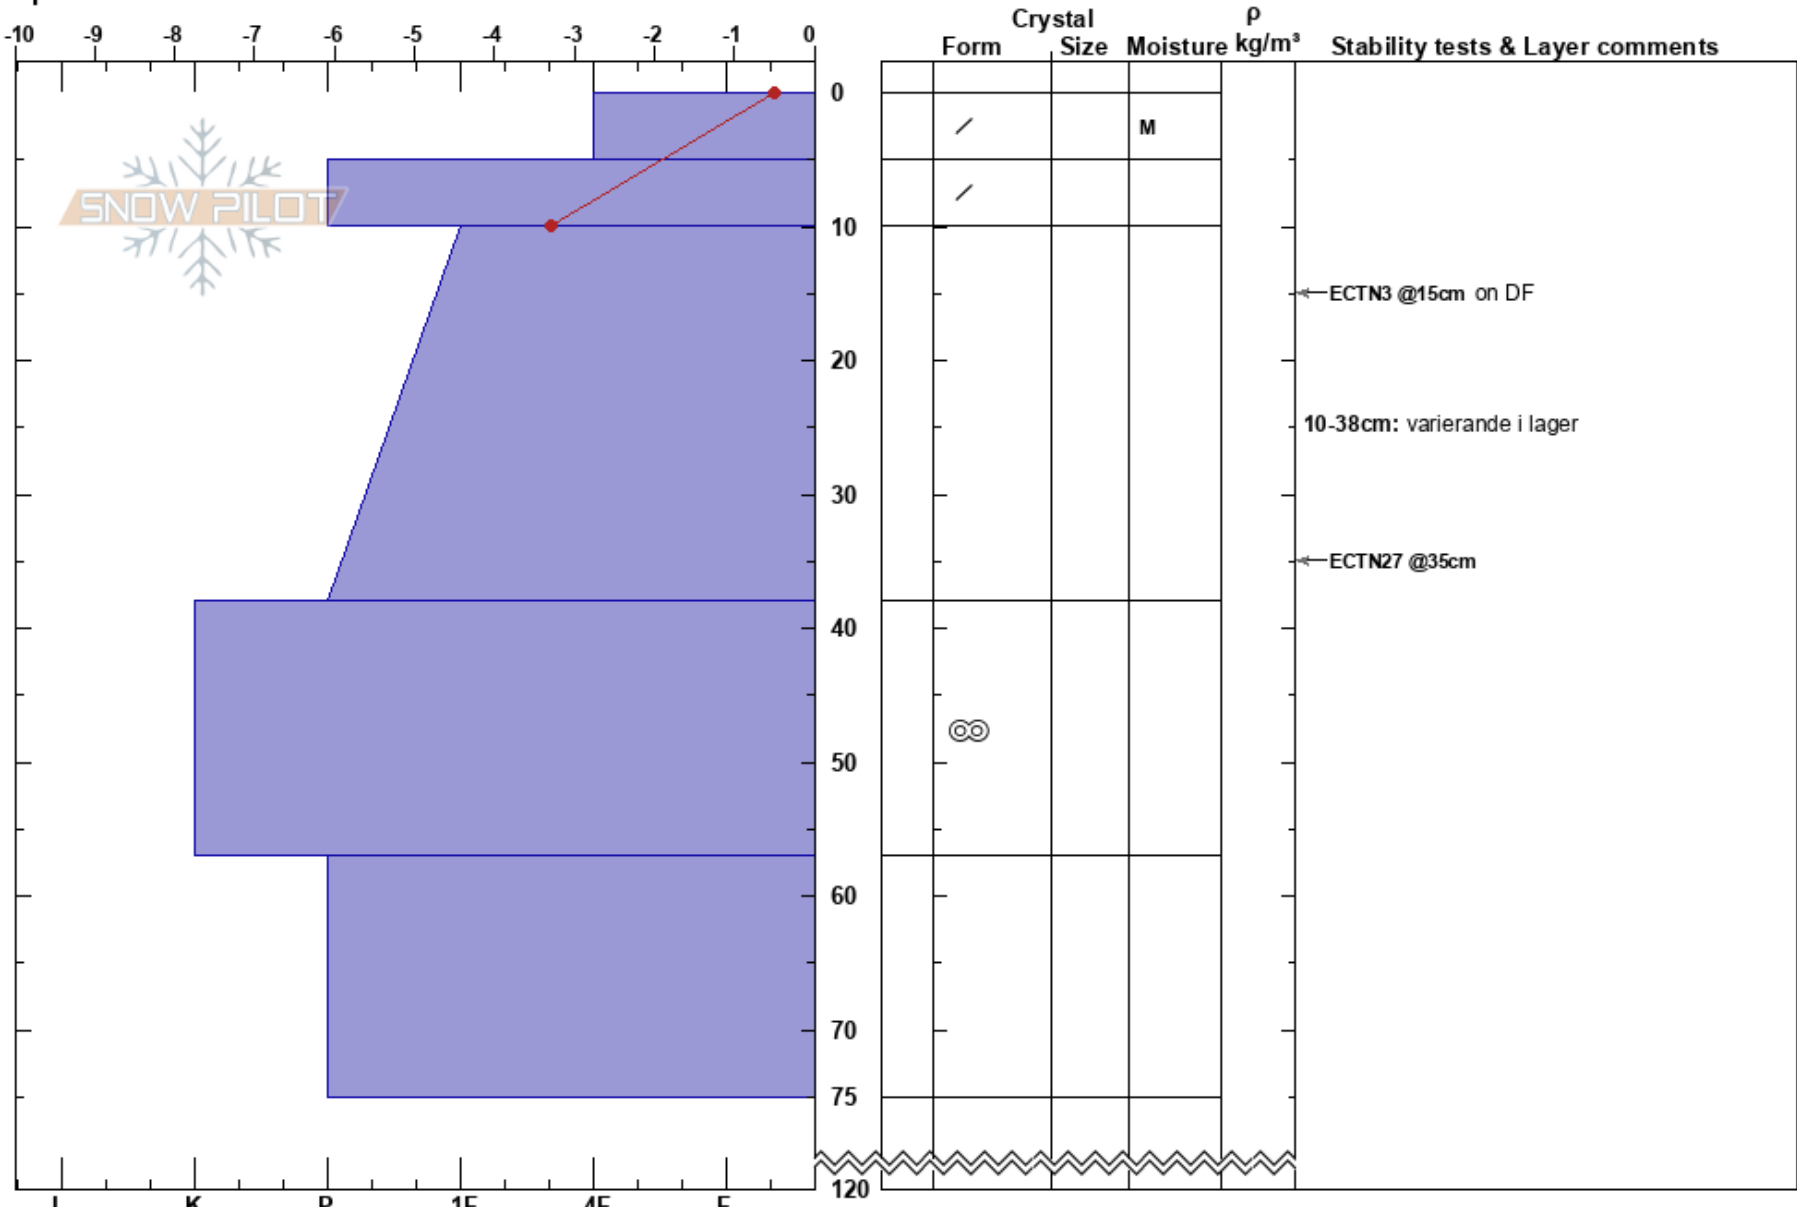 Crystal ρ
-10 -9 -8 -7 -6 -5 -4 -3 -2 -1 0 Form Size Moisture kg/m³ Stability tests & Layer comments
0
M
SNOW PILOT
10
ECTN3 @15cm on DF
20
10-38cm: varierande i lager
30
ECTN27 @35cm
40
50
60
70
75
120